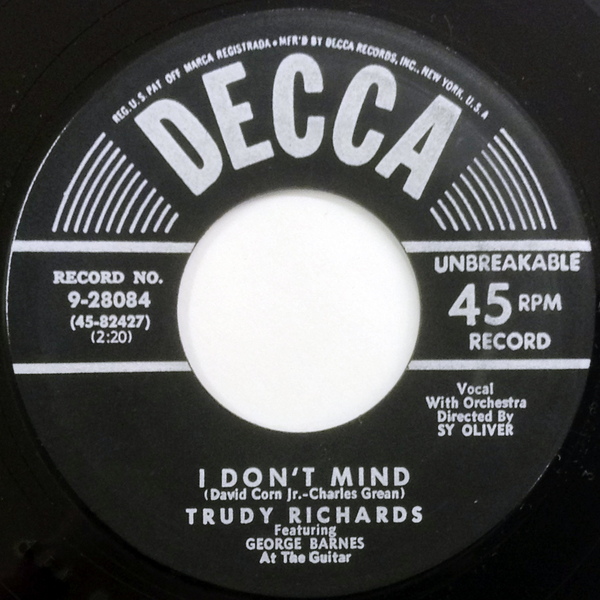 REG. U.S. PAT OFF MARCA REGISTRADA • MFR'D BY DECCA RECORDS, INC., NEW YORK, U.S.A
DECCA
RECORD NO.
9-28084
(45-82427)
(2:20)
UNBREAKABLE
45 RPM
RECORD
Vocal
With Orchestra
Directed By
SY OLIVER
I DON'T MIND
(David Corn Jr.-Charles Grean)
TRUDY RICHARDS
Featuring
GEORGE BARNES
At The Guitar